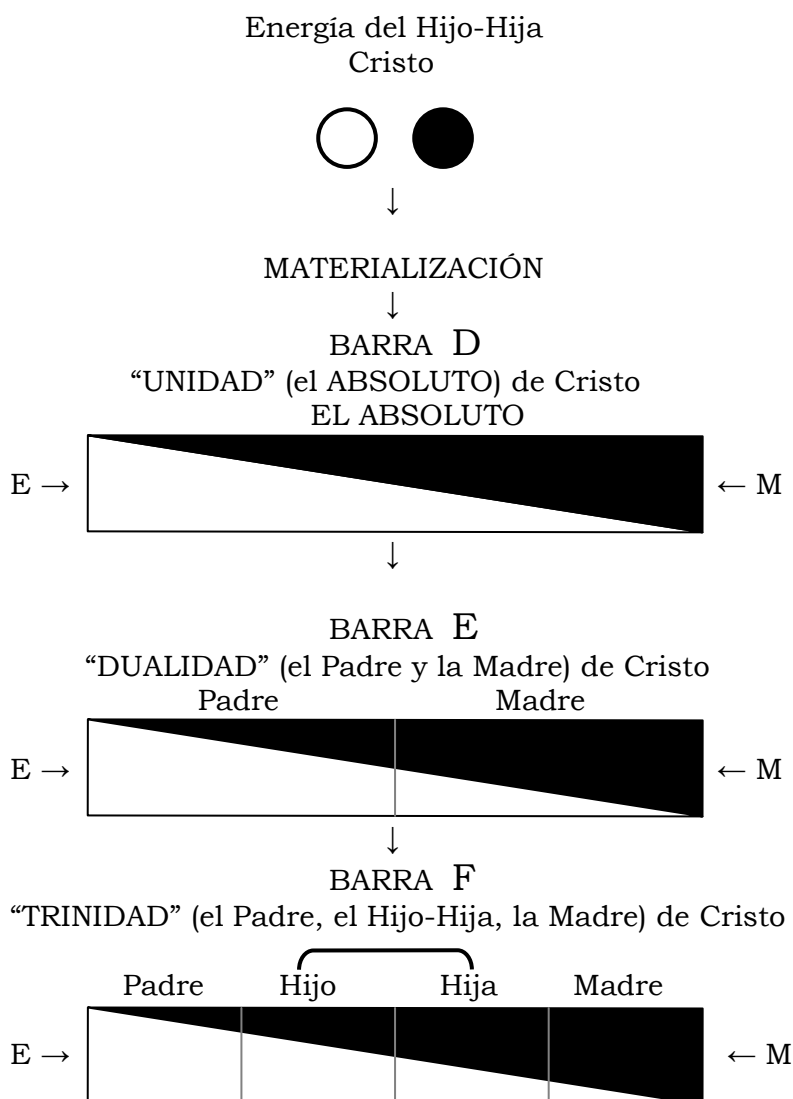 Energía del Hijo-Hija
Cristo
↓
MATERIALIZACIÓN
↓
BARRA D
“UNIDAD” (el ABSOLUTO) de Cristo
EL ABSOLUTO
E → ← M
↓
BARRA E
“DUALIDAD” (el Padre y la Madre) de Cristo
Padre Madre
E → ← M
↓
BARRA F
“TRINIDAD” (el Padre, el Hijo-Hija, la Madre) de Cristo
Padre Hijo Hija Madre
E → ← M